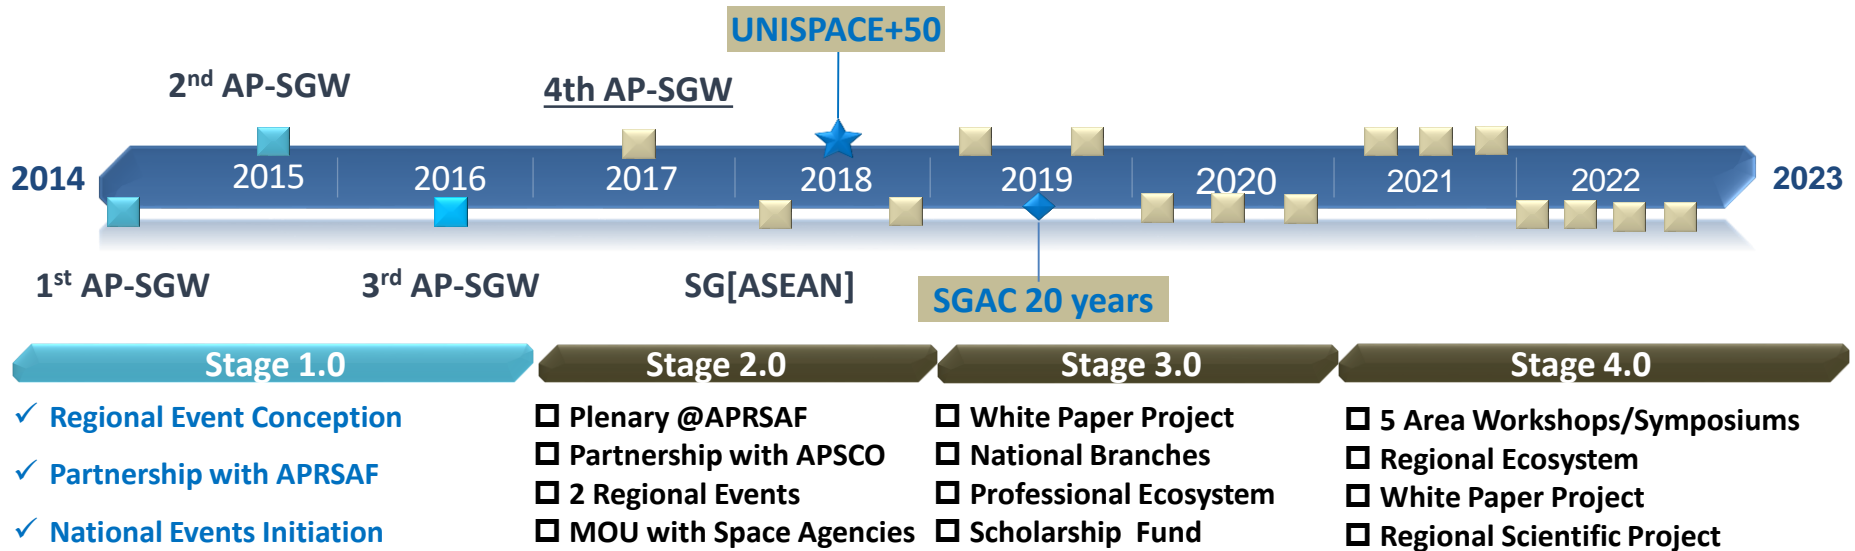 UNISPACE+50
2nd AP-SGW
4th AP-SGW
2014
2015
2016
2017
2018
2019
2020
2021
2022
2023
1st AP-SGW
3rd AP-SGW
SG[ASEAN]
SGAC 20 years
Stage 1.0
✓ Regional Event Conception
✓ Partnership with APRSAF
✓ National Events Initiation
Stage 2.0
☐ Plenary @APRSAF
☐ Partnership with APSCO
☐ 2 Regional Events
☐ MOU with Space Agencies
Stage 3.0
☐ White Paper Project
☐ National Branches
☐ Professional Ecosystem
☐ Scholarship Fund
Stage 4.0
☐ 5 Area Workshops/Symposiums
☐ Regional Ecosystem
☐ White Paper Project
☐ Regional Scientific Project